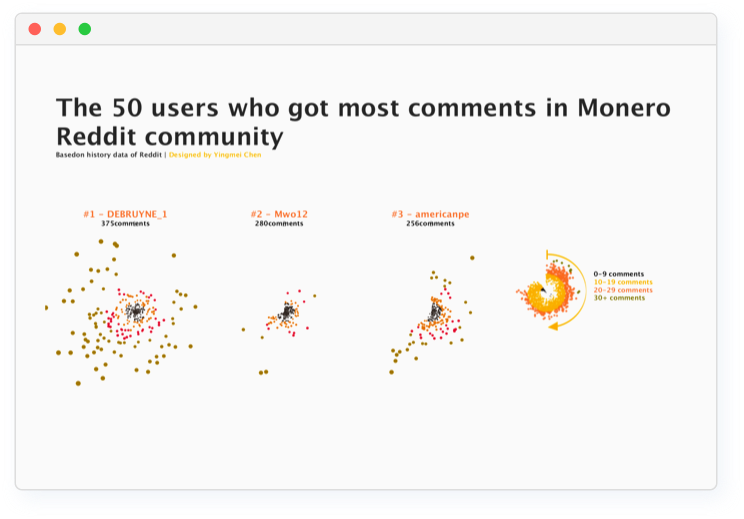 The 50 users who got most comments in Monero
Reddit community
Basedon history data of Reddit | Designed by Yingmei Chen
#1 - DEBRUYNE_1
375comments
#2 - Mwo12
280comments
#3 - americanpe
256comments
0-9 comments
10-19 comments
20-29 comments
30+ comments